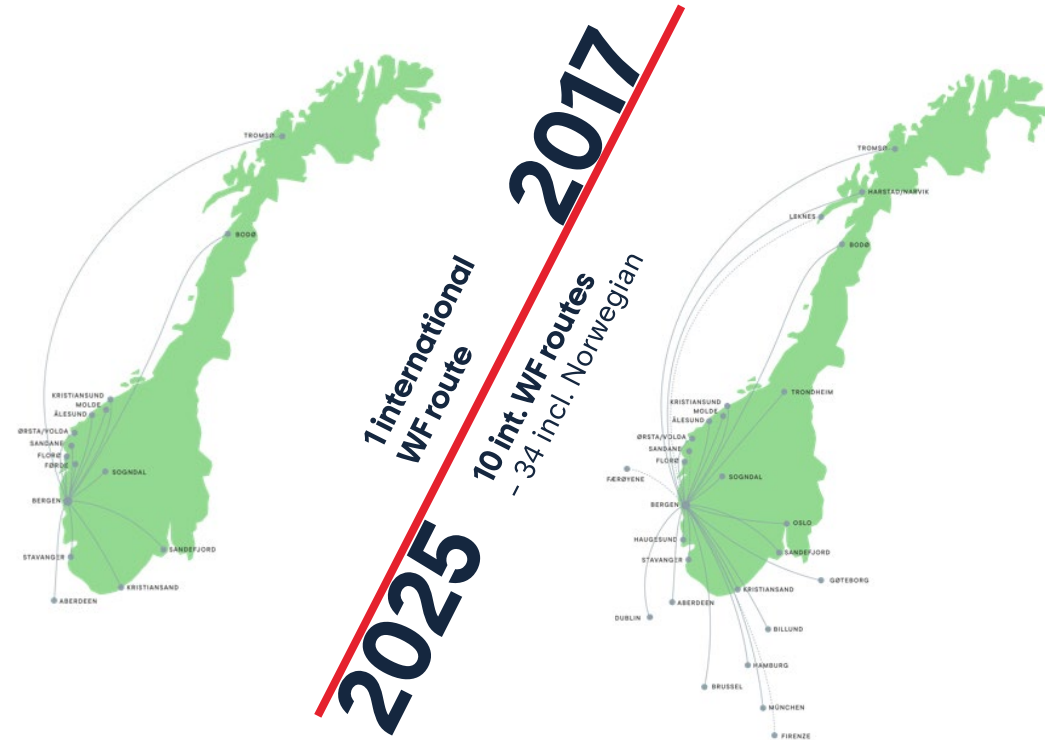 TROMSØ
BODØ
KRISTIANSUND
MOLDE
ÅLESUND
ØRSTA/VOLDA
SANDANE
FLORØ
FØRDE
SOGNDAL
BERGEN
STAVANGER
SANDEFJORD
KRISTIANSAND
ABERDEEN
2017
1 international
WF route
2025
10 int. WF routes
- 34 incl. Norwegian
TROMSØ
HARSTAD/NARVIK
LEKNES
BODØ
TRONDHEIM
KRISTIANSUND
MOLDE
ÅLESUND
ØRSTA/VOLDA
SANDANE
FLORØ
FÆRØYENE
SOGNDAL
BERGEN
OSLO
HAUGESUND
SANDEFJORD
STAVANGER
GØTEBORG
KRISTIANSAND
ABERDEEN
DUBLIN
BILLUND
HAMBURG
BRUSSEL
MÜNCHEN
FIRENZE